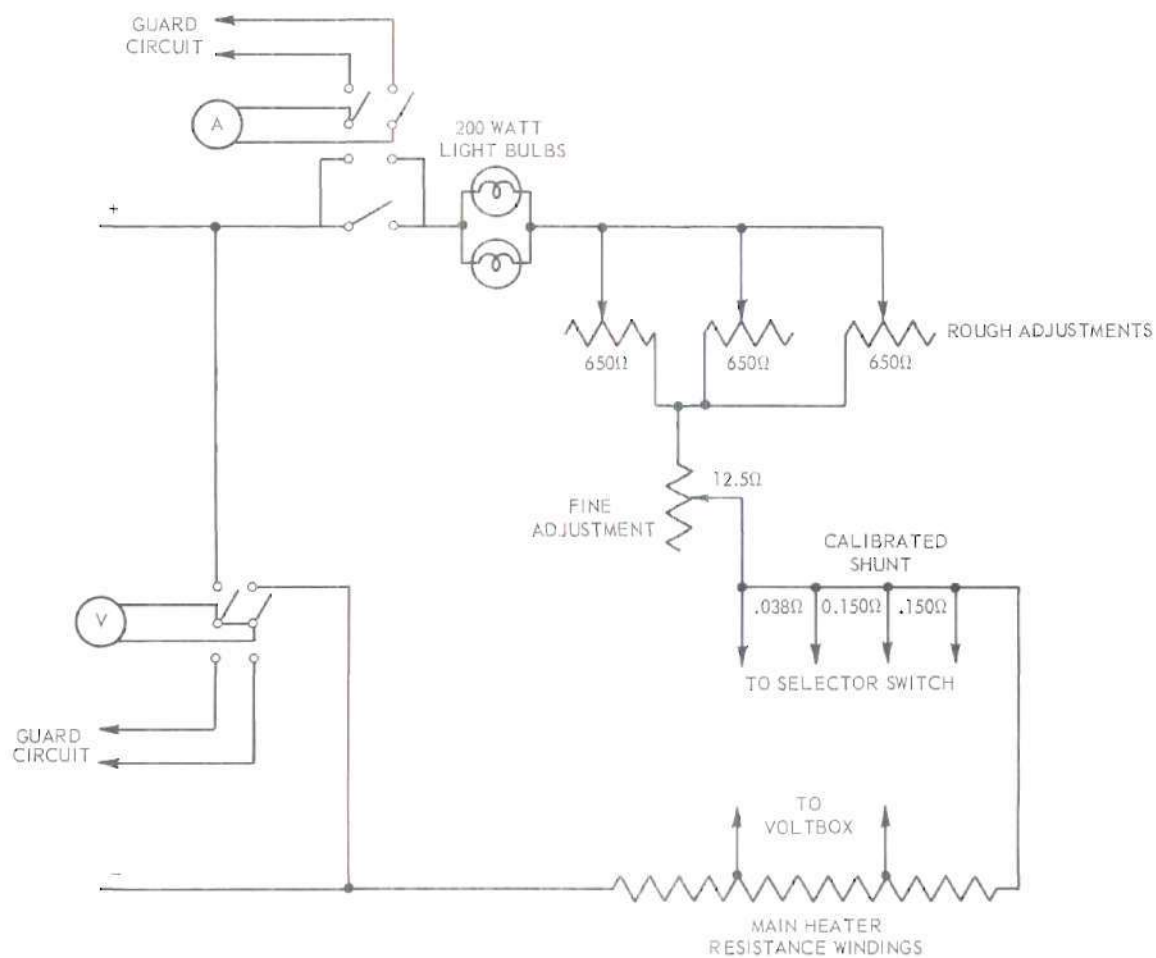 GUARD
CIRCUIT
A
200 WATT
LIGHT BULBS
+
650Ω
650Ω
650Ω
ROUGH ADJUSTMENTS
12.5Ω
FINE
ADJUSTMENT
CALIBRATED
SHUNT
.038Ω
0.150Ω
.150Ω
TO SELECTOR SWITCH
V
GUARD
CIRCUIT
TO
VOLTBOX
−
MAIN HEATER
RESISTANCE WINDINGS